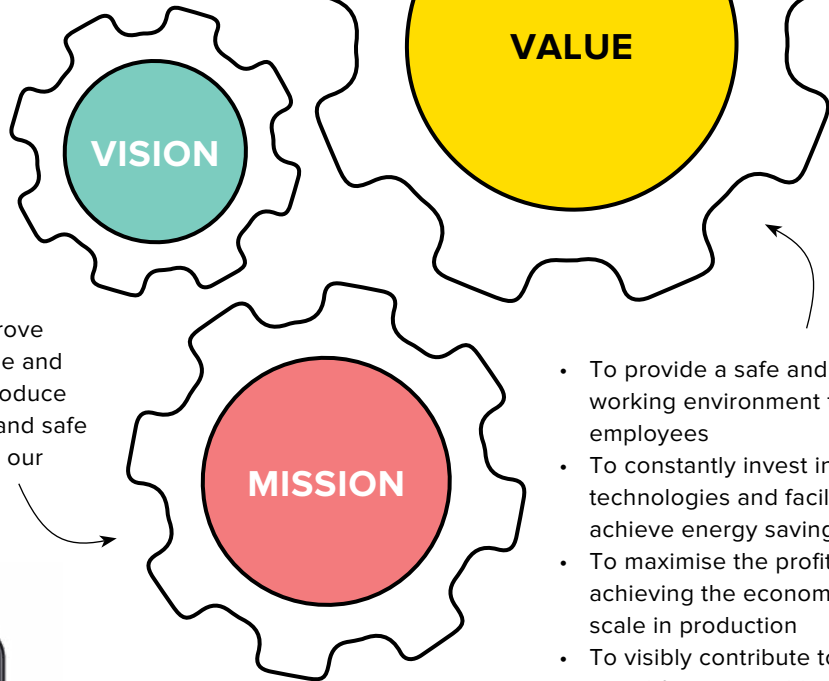 VALUE
VISION
rove
e and
oduce
and safe
our
MISSION
• To provide a safe and
working environment
employees
• To constantly invest in
technologies and facil
achieve energy saving
• To maximise the profit
achieving the econom
scale in production
• To visibly contribute to